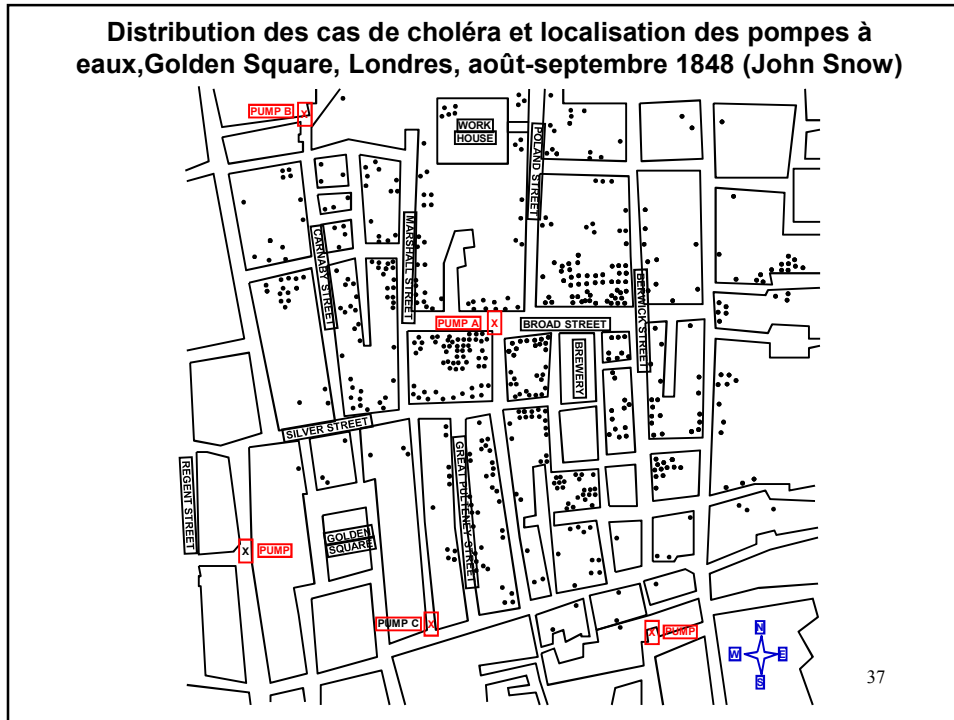 Distribution des cas de choléra et localisation des pompes à
eaux,Golden Square, Londres, août-septembre 1848 (John Snow)
PUMP B
X
WORK
HOUSE
POLAND STREET
MARSHALL STREET
CARNABY STREET
BERWICK STREET
PUMP A
X
BROAD STREET
BREWERY
SILVER STREET
GREAT PULTENEY STREET
REGENT STREET
GOLDEN
SQUARE
X
PUMP
PUMP C
X
X
PUMP
N
W
E
S
37